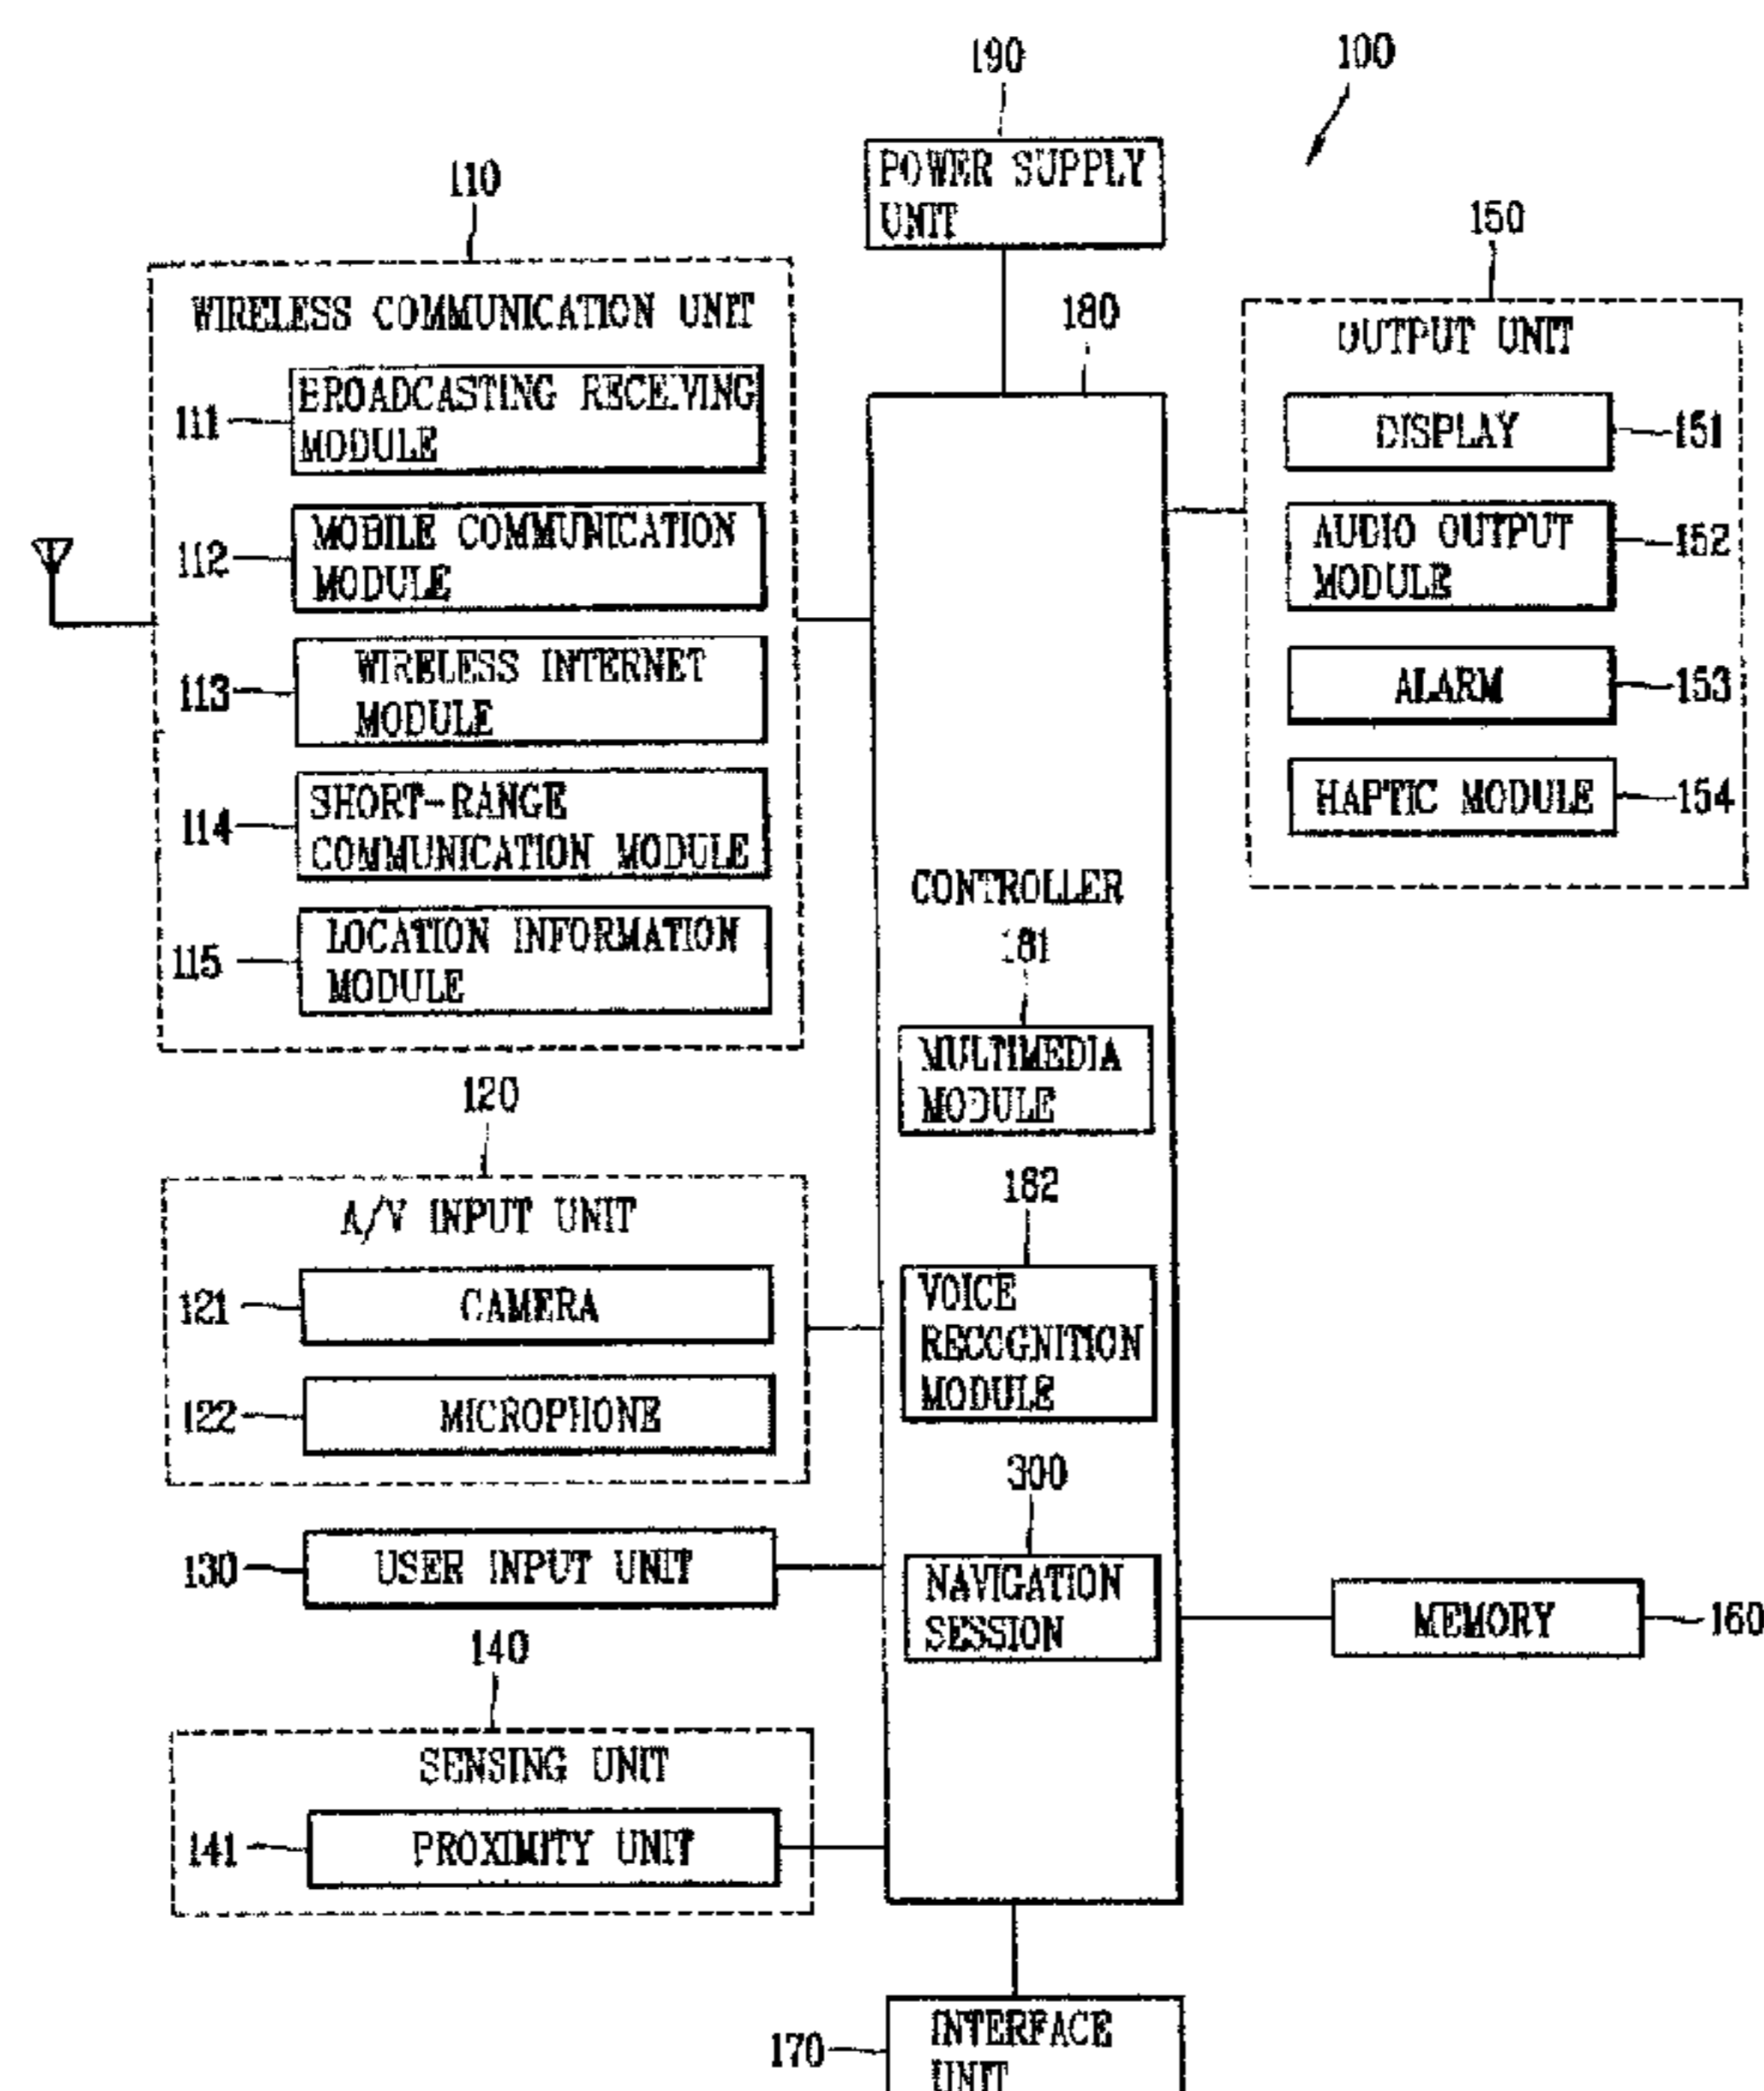 190
100
POWER SUPPLY
UNIT
110
WIRELESS COMMUNICATION UNIT
111
BROADCASTING RECEIVING
MODULE
112
MOBILE COMMUNICATION
MODULE
113
WIRELESS INTERNET
MODULE
114
SHORT-RANGE
COMMUNICATION MODULE
115
LOCATION INFORMATION
MODULE
120
A/V INPUT UNIT
121
CAMERA
122
MICROPHONE
130
USER INPUT UNIT
140
SENSING UNIT
141
PROXIMITY UNIT
180
CONTROLLER
181
MULTIMEDIA
MODULE
182
VOICE
RECOGNITION
MODULE
300
NAVIGATION
SESSION
150
OUTPUT UNIT
DISPLAY
151
AUDIO OUTPUT
MODULE
152
ALARM
153
HAPTIC MODULE
154
MEMORY
160
170
INTERFACE
UNIT